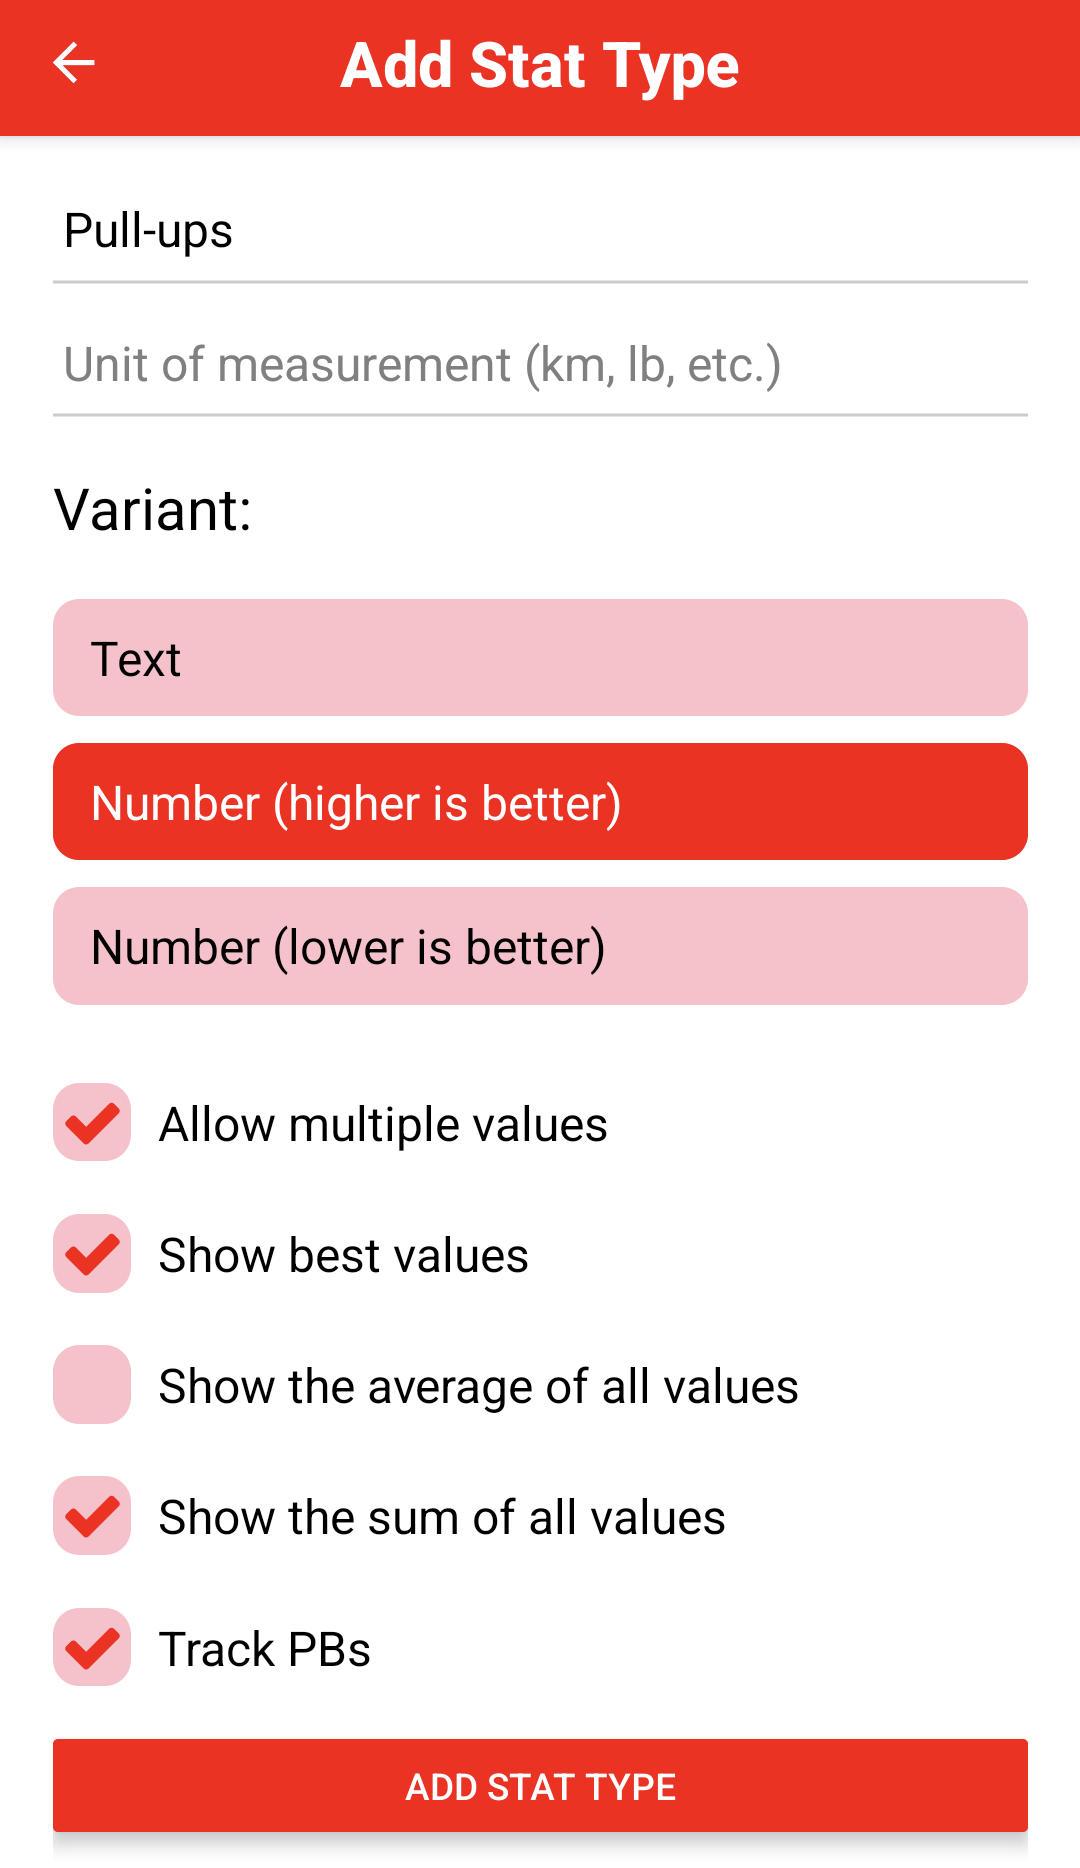 Add Stat Type
Pull-ups
Unit of measurement (km, lb, etc.)
Variant:
Text
Number (higher is better)
Number (lower is better)
Allow multiple values
Show best values
Show the average of all values
Show the sum of all values
Track PBs
ADD STAT TYPE